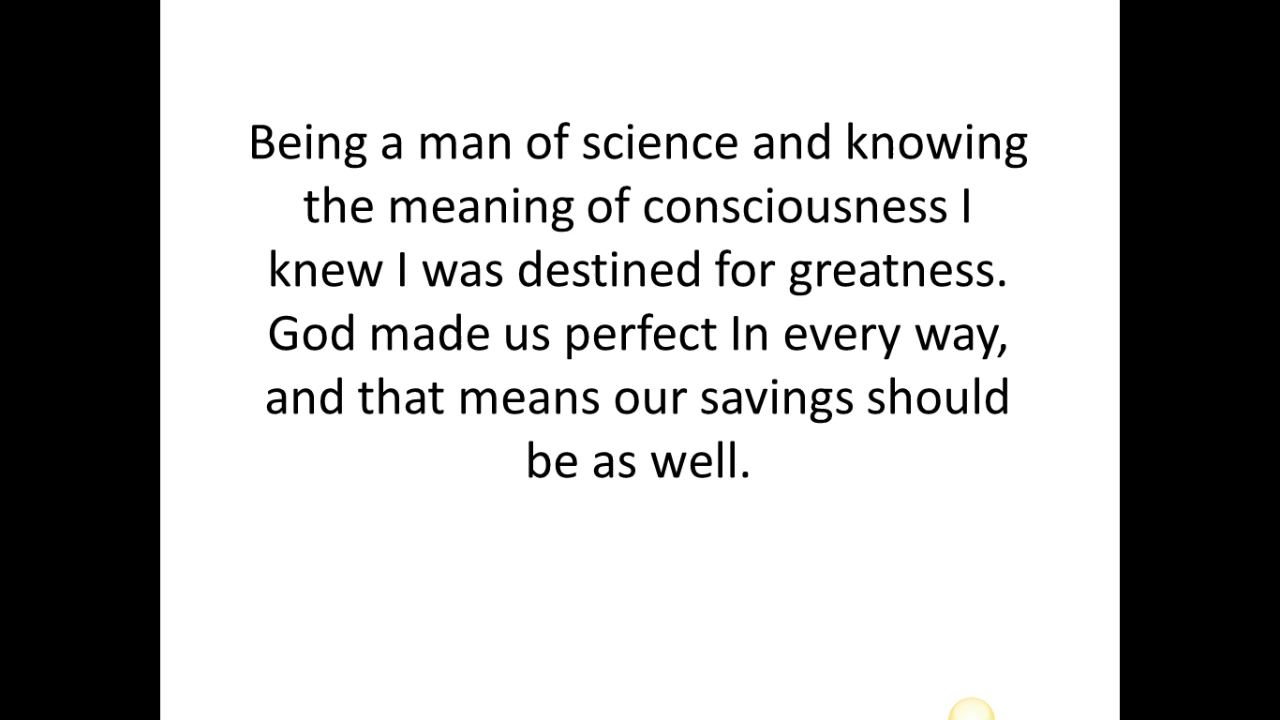 Being a man of science and knowing
the meaning of consciousness I
knew I was destined for greatness.
God made us perfect In every way,
and that means our savings should
be as well.